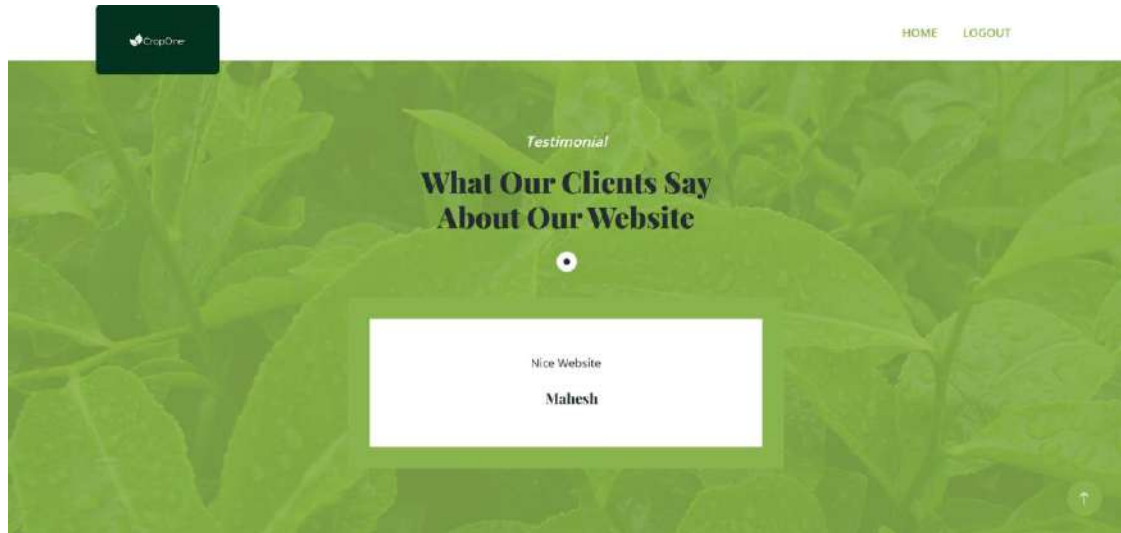 CropOne
HOME LOGOUT
Testimonial
What Our Clients Say
About Our Website
Nice Website
Mahesh